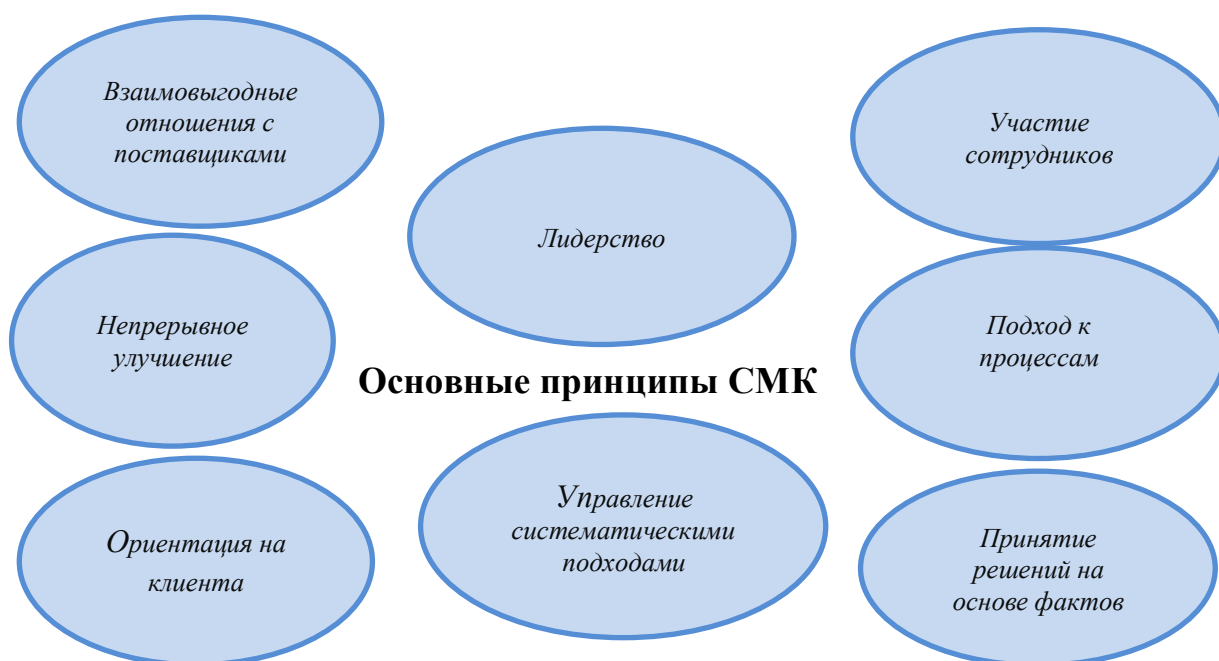 Взаимовыгодные
отношения с
поставщиками
Лидерство
Участие
сотрудников
Непрерывное
улучшение
Подход к
процессам
Основные принципы СМК
Ориентация на
клиента
Управление
систематическими
подходами
Принятие
решений на
основе фактов